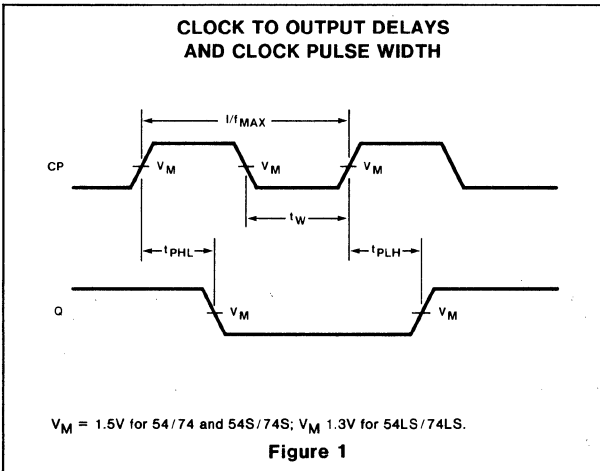 CLOCK TO OUTPUT DELAYS
AND CLOCK PULSE WIDTH
I/fMAX
CP
VM VM VM
tW
tPHL tPLH
Q
VM VM
VM = 1.5V for 54/74 and 54S/74S; VM 1.3V for 54LS/74LS.
Figure 1